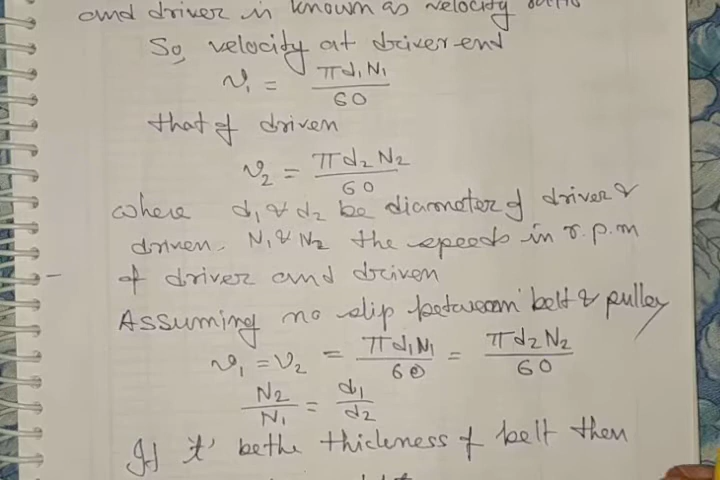 and driver is known as velocity ratio
So, velocity at driver end
v₁ = πd₁N₁/60
that of driven
v₂ = πd₂N₂/60
where d₁ & d₂ be diameter of driver &
driven. N₁ & N₂ the speeds in r.p.m
of driver and driven
Assuming no slip between belt & pulley
v₁ = v₂ = πd₁N₁/60 = πd₂N₂/60
N₂/N₁ = d₁/d₂
If 't' be the thickness of belt then